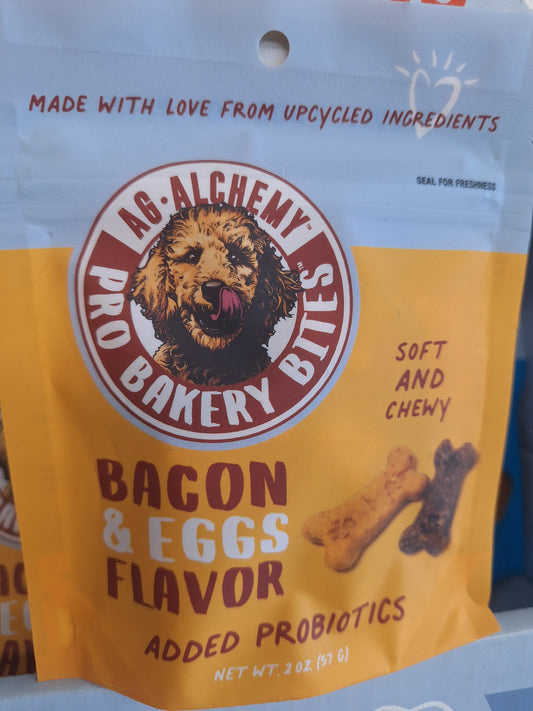 MADE WITH LOVE FROM UPCYCLED INGREDIENTS
SEAL FOR FRESHNESS
AG·ALCHEMY™
PRO BAKERY BITES
SOFT
AND
CHEWY
BACON
& EGGS
FLAVOR
ADDED PROBIOTICS
NET WT. 2 OZ (57 G)